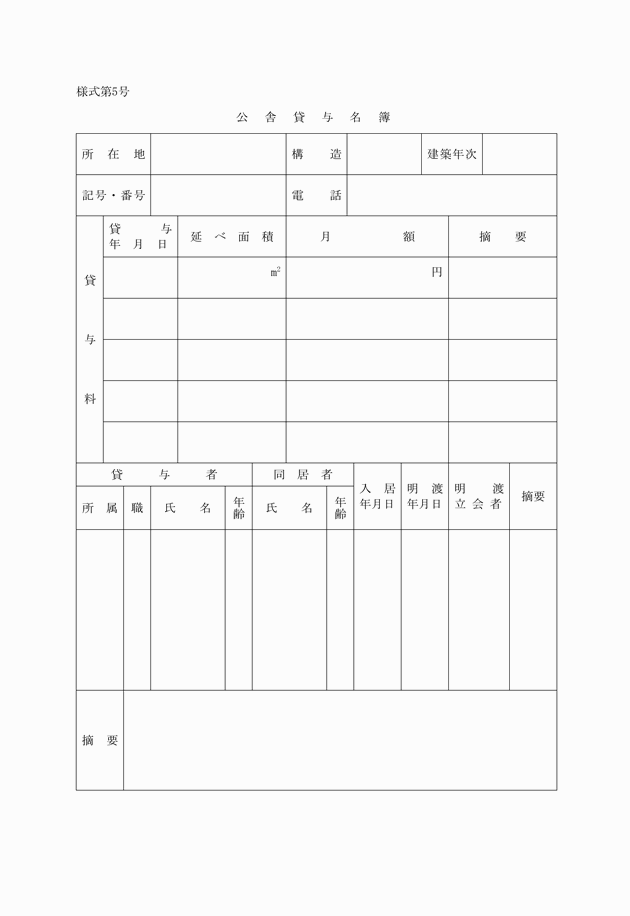 様式第5号
公舎貸与名簿
所在地 構造 建築年次
記号・番号 電話
貸与料
貸与年月日 延べ面積 月額 摘要
m² 円
貸与者 同居者
入居年月日 明渡年月日 明渡立会者 摘要
所属 職 氏名 年齢 氏名 年齢
摘要